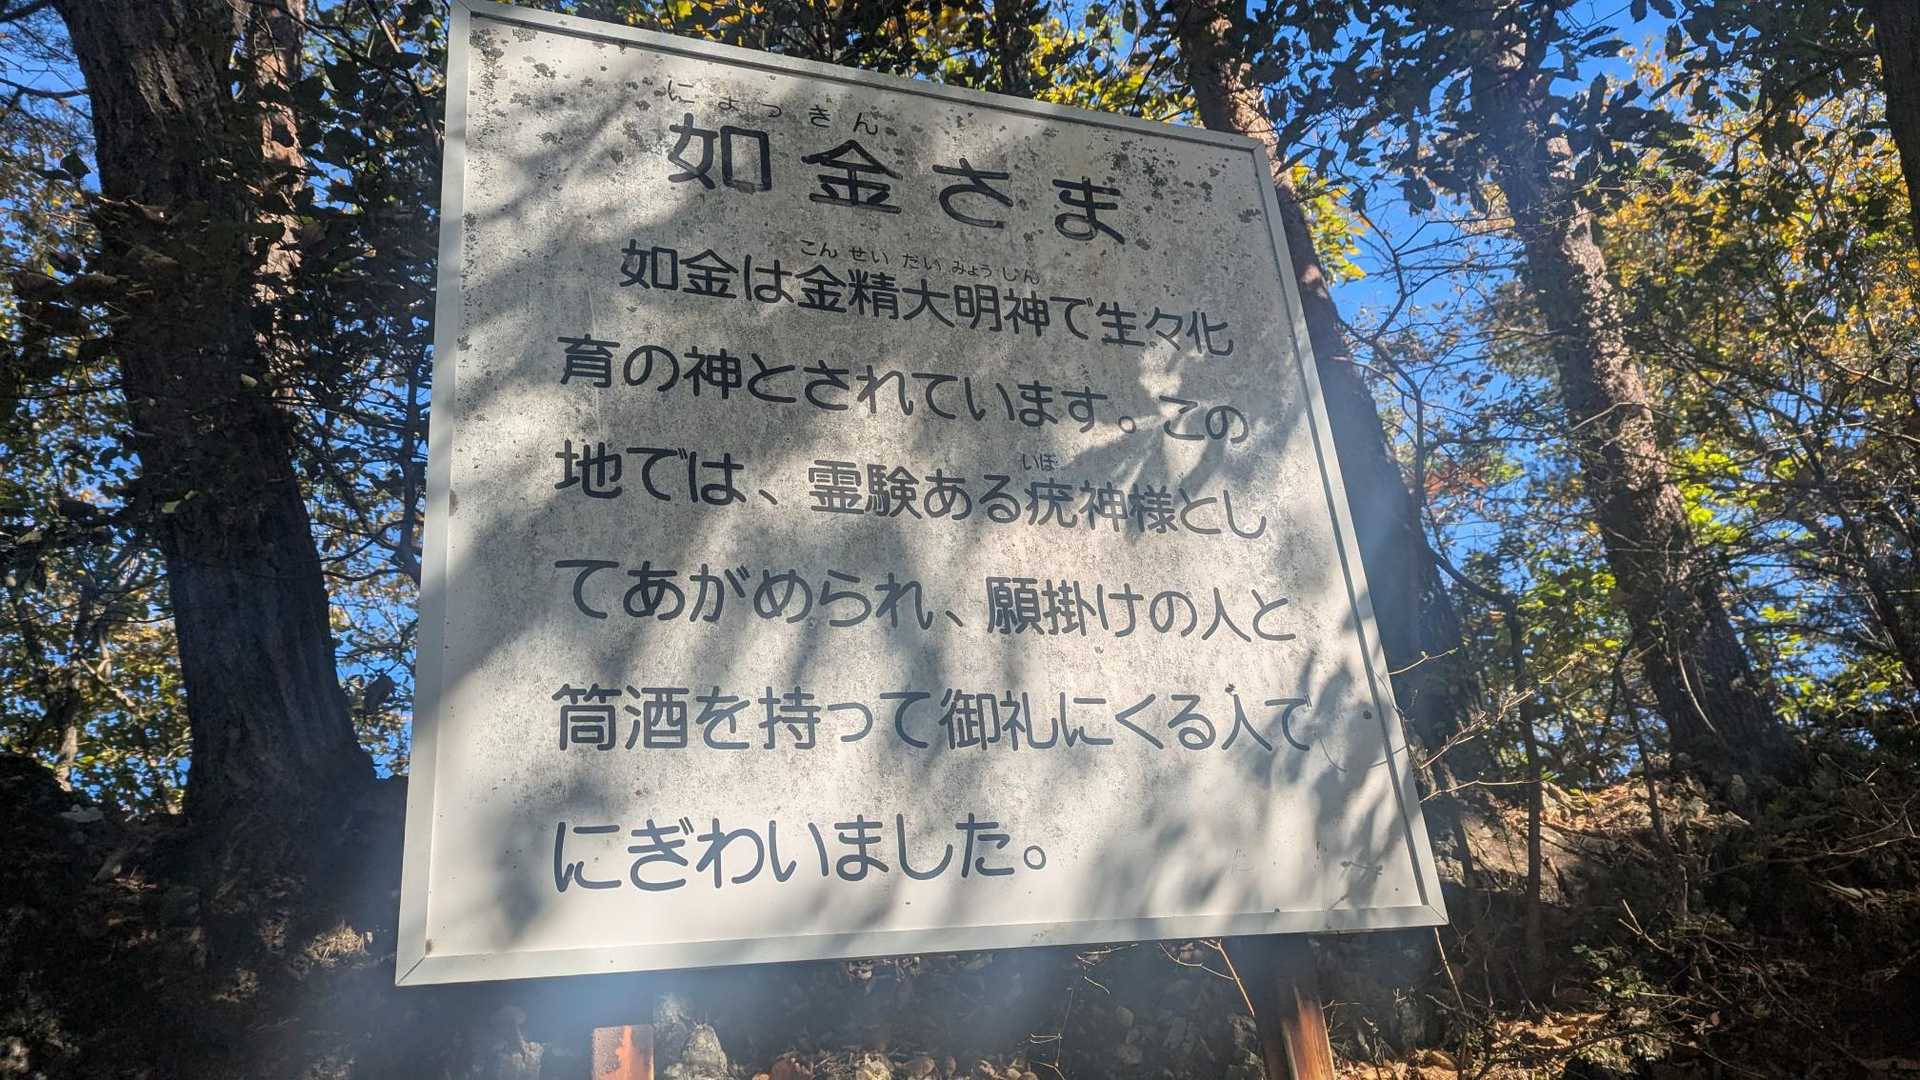 にょっきん
如金さま
こんせいだいみょうじん
如金は金精大明神で生々化
育の神とされています。この
いぼ
地では、霊験ある疣神様とし
てあがめられ、願掛けの人と
筒酒を持って御礼にくる人で
にぎわいました。